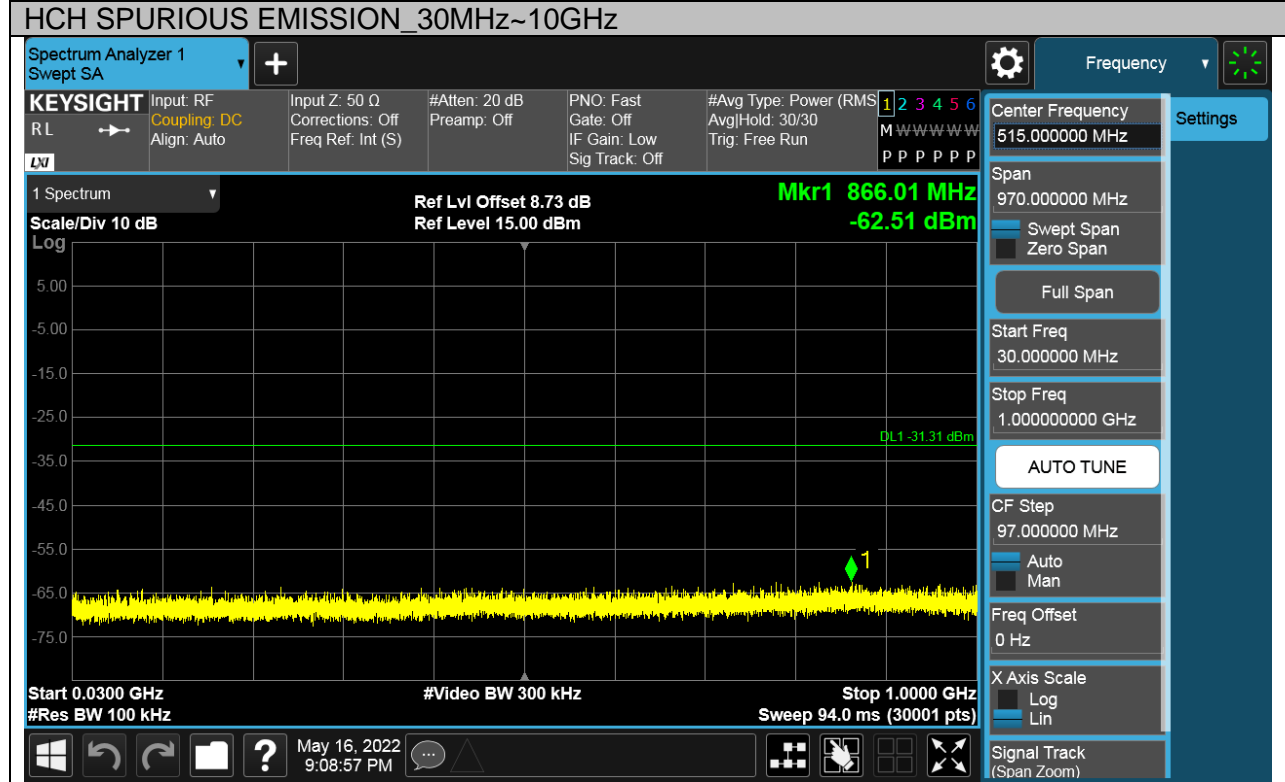 HCH SPURIOUS EMISSION_30MHz~10GHz
Spectrum Analyzer 1
Swept SA
Frequency
KEYSIGHT
RL
LXI
Input: RF
Coupling: DC
Align: Auto
Input Z: 50 Ω
Corrections: Off
Freq Ref: Int (S)
#Atten: 20 dB
Preamp: Off
PNO: Fast
Gate: Off
IF Gain: Low
Sig Track: Off
#Avg Type: Power (RMS
Avg|Hold: 30/30
Trig: Free Run
1 2 3 4 5 6
M W W W W W
P P P P P P
Center Frequency
515.000000 MHz
Settings
Span
970.000000 MHz
Swept Span
Zero Span
Full Span
Start Freq
30.000000 MHz
Stop Freq
1.000000000 GHz
AUTO TUNE
CF Step
97.000000 MHz
Auto
Man
Freq Offset
0 Hz
X Axis Scale
Log
Lin
Signal Track
(Span Zoom)
1 Spectrum
Scale/Div 10 dB
Ref Lvl Offset 8.73 dB
Ref Level 15.00 dBm
Mkr1 866.01 MHz
-62.51 dBm
Log
5.00
-5.00
-15.0
-25.0
DL1 -31.31 dBm
-35.0
-45.0
-55.0
1
-65.0
-75.0
Start 0.0300 GHz
#Video BW 300 kHz
Stop 1.0000 GHz
#Res BW 100 kHz
Sweep 94.0 ms (30001 pts)
?
May 16, 2022
9:08:57 PM